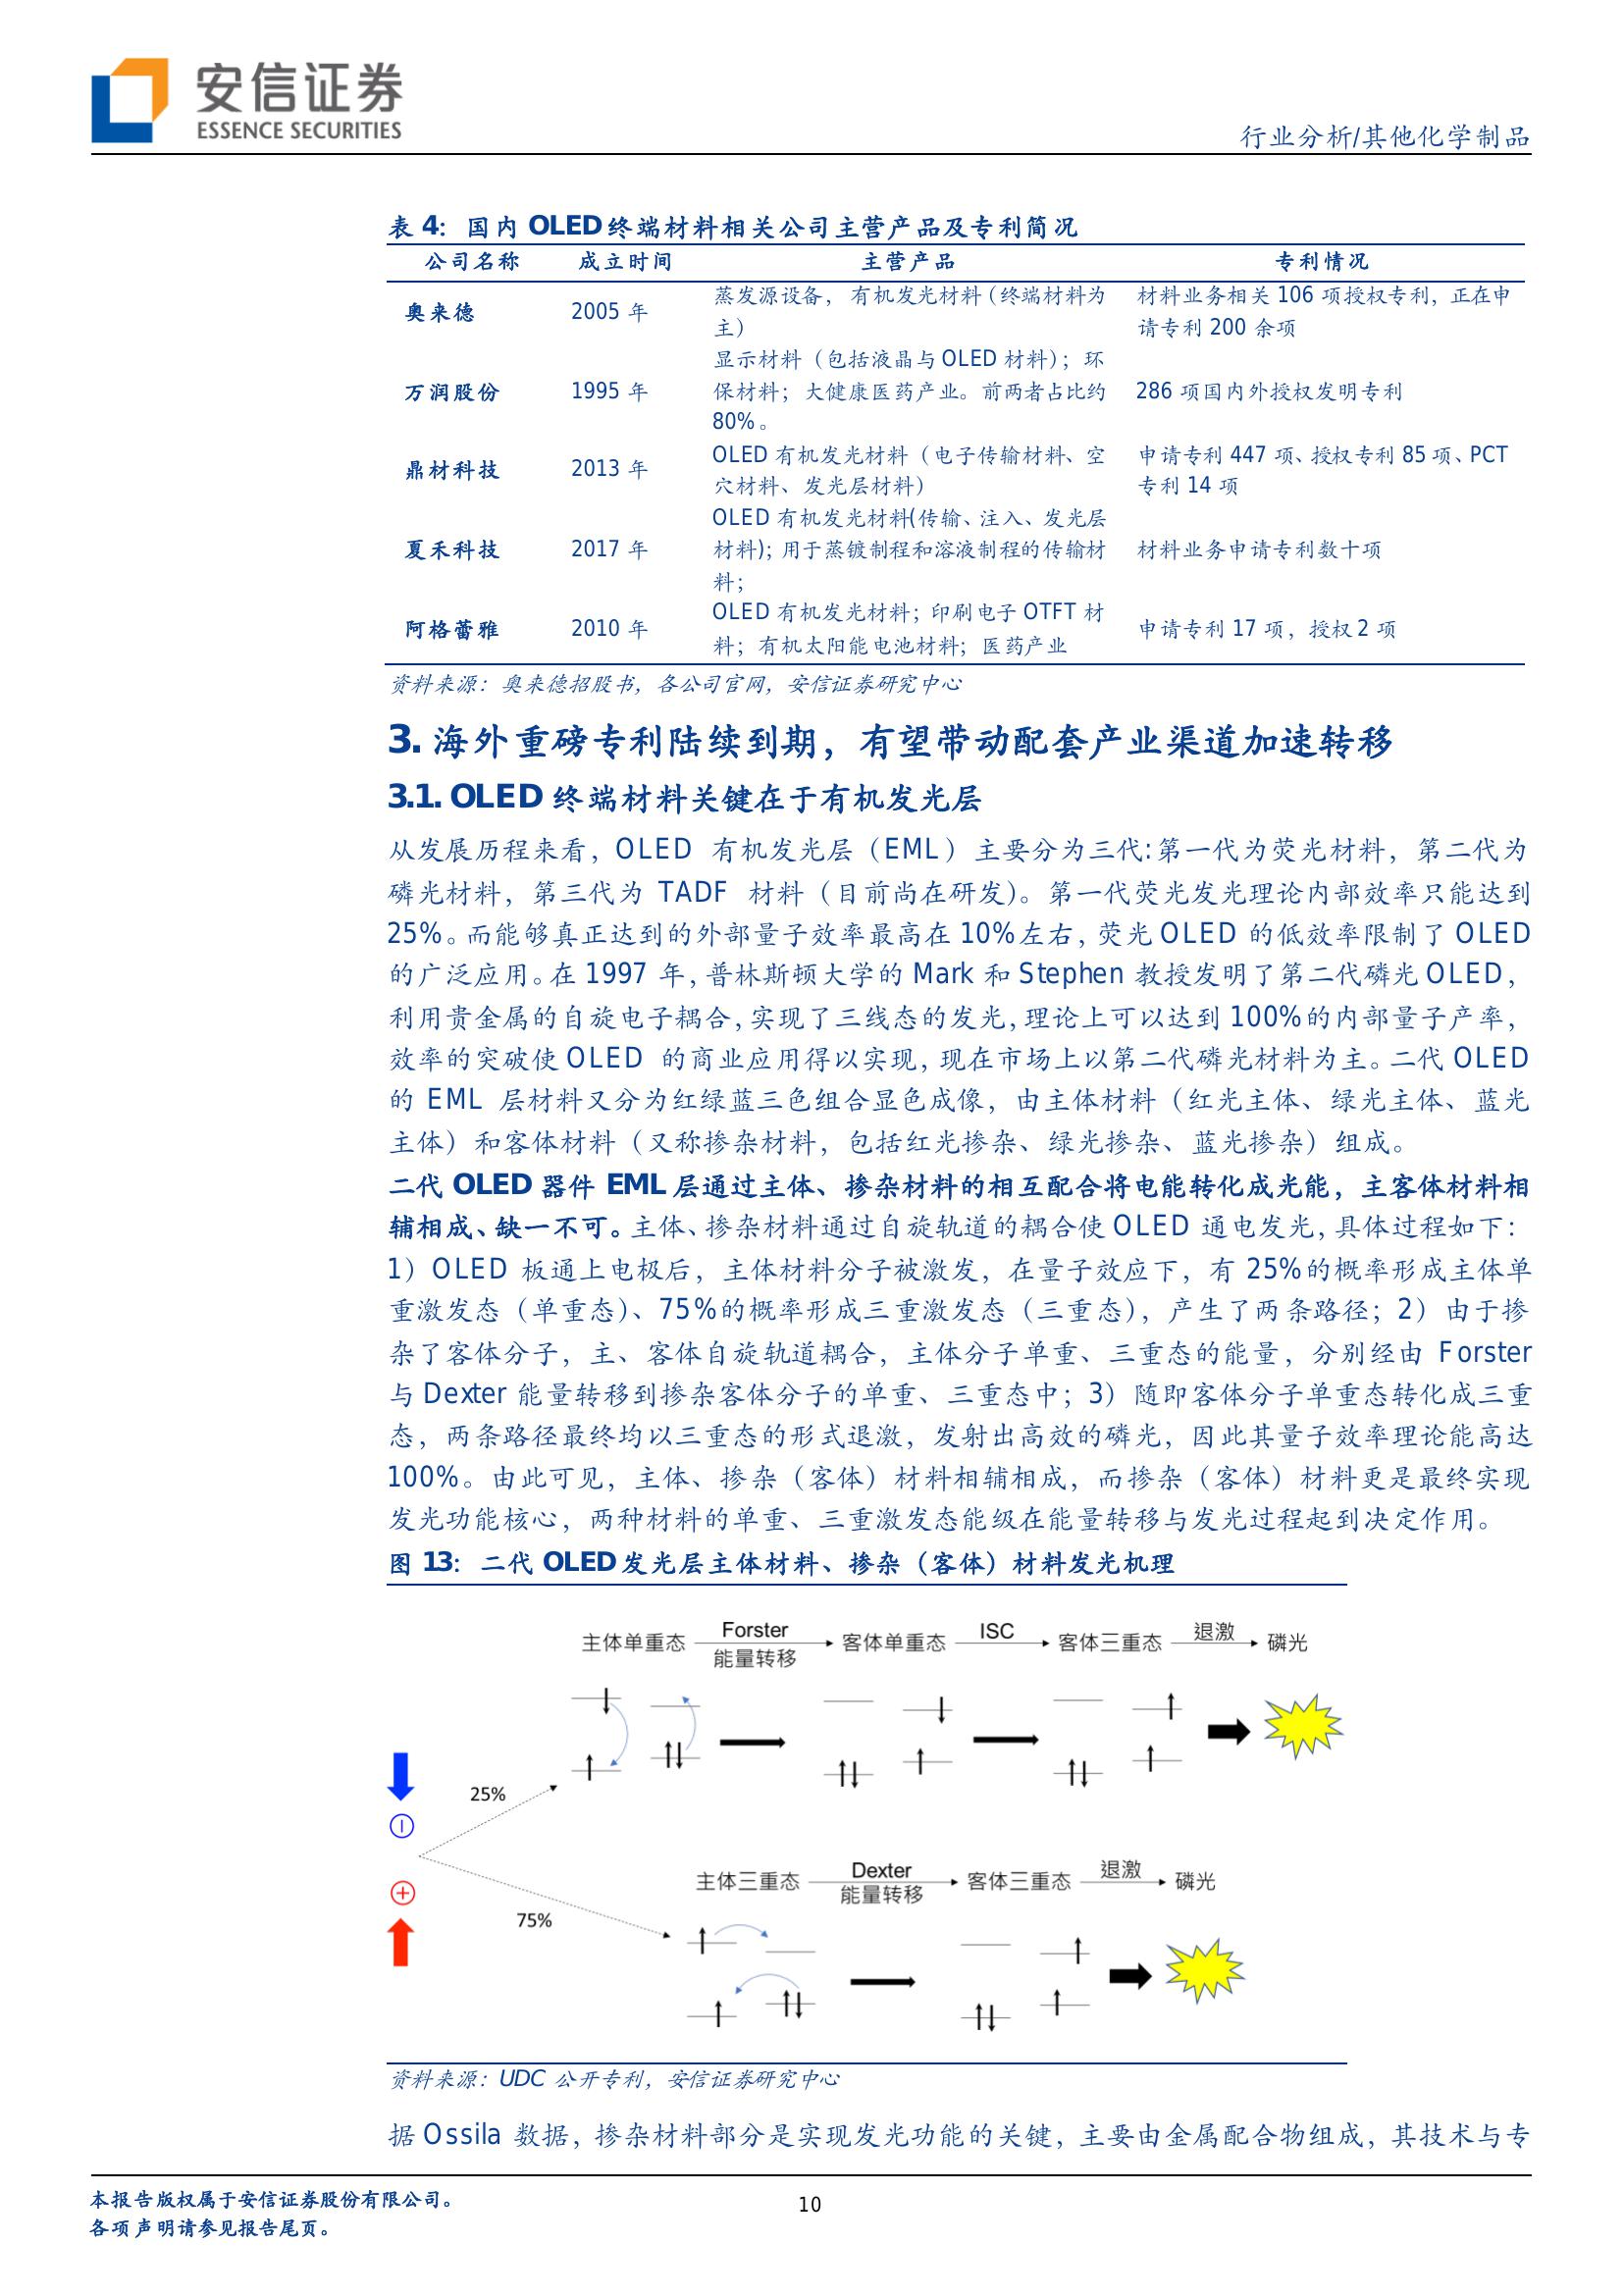 安信证券
ESSENCE SECURITIES
行业分析/其他化学制品
表 4：国内 OLED 终端材料相关公司主营产品及专利简况
公司名称 成立时间 主营产品 专利情况
奥来德 2005 年 蒸发源设备，有机发光材料（终端材料为
主） 材料业务相关 106 项授权专利，正在申
请专利 200 余项
万润股份 1995 年 显示材料（包括液晶与 OLED 材料）；环
保材料；大健康医药产业。前两者占比约
80%。 286 项国内外授权发明专利
鼎材科技 2013 年 OLED 有机发光材料（电子传输材料、空
穴材料、发光层材料） 申请专利 447 项、授权专利 85 项、PCT
专利 14 项
夏禾科技 2017 年 OLED 有机发光材料(传输、注入、发光层
材料)；用于蒸镀制程和溶液制程的传输材
料； 材料业务申请专利数十项
阿格蕾雅 2010 年 OLED 有机发光材料；印刷电子 OTFT 材
料；有机太阳能电池材料；医药产业 申请专利 17 项，授权 2 项
资料来源：奥来德招股书，各公司官网，安信证券研究中心
3. 海外重磅专利陆续到期，有望带动配套产业渠道加速转移
3.1. OLED 终端材料关键在于有机发光层
从发展历程来看，OLED 有机发光层（EML）主要分为三代：第一代为荧光材料，第二代为
磷光材料，第三代为 TADF 材料（目前尚在研发）。第一代荧光发光理论内部效率只能达到
25%。而能够真正达到的外部量子效率最高在 10%左右，荧光 OLED 的低效率限制了 OLED
的广泛应用。在 1997 年，普林斯顿大学的 Mark 和 Stephen 教授发明了第二代磷光 OLED，
利用贵金属的自旋电子耦合，实现了三线态的发光，理论上可以达到 100%的内部量子产率，
效率的突破使 OLED 的商业应用得以实现，现在市场上以第二代磷光材料为主。二代 OLED
的 EML 层材料又分为红绿蓝三色组合显色成像，由主体材料（红光主体、绿光主体、蓝光
主体）和客体材料（又称掺杂材料，包括红光掺杂、绿光掺杂、蓝光掺杂）组成。
二代 OLED 器件 EML 层通过主体、掺杂材料的相互配合将电能转化成光能，主客体材料相
辅相成、缺一不可。主体、掺杂材料通过自旋轨道的耦合使 OLED 通电发光，具体过程如下：
1）OLED 板通上电极后，主体材料分子被激发，在量子效应下，有 25%的概率形成主体单
重激发态（单重态）、75%的概率形成三重激发态（三重态），产生了两条路径；2）由于掺
杂了客体分子，主、客体自旋轨道耦合，主体分子单重、三重态的能量，分别经由 Forster
与 Dexter 能量转移到掺杂客体分子的单重、三重态中；3）随即客体分子单重态转化成三重
态，两条路径最终均以三重态的形式退激，发射出高效的磷光，因此其量子效率理论能高达
100%。由此可见，主体、掺杂（客体）材料相辅相成，而掺杂（客体）材料更是最终实现
发光功能核心，两种材料的单重、三重激发态能级在能量转移与发光过程起到决定作用。
图 13：二代 OLED 发光层主体材料、掺杂（客体）材料发光机理
主体单重态 Forster 能量转移 客体单重态 ISC 客体三重态 退激 磷光
25%
主体三重态 Dexter 能量转移 客体三重态 退激 磷光
75%
资料来源：UDC 公开专利，安信证券研究中心
据 Ossila 数据，掺杂材料部分是实现发光功能的关键，主要由金属配合物组成，其技术与专
本报告版权属于安信证券股份有限公司。
各项声明请参见报告尾页。
10